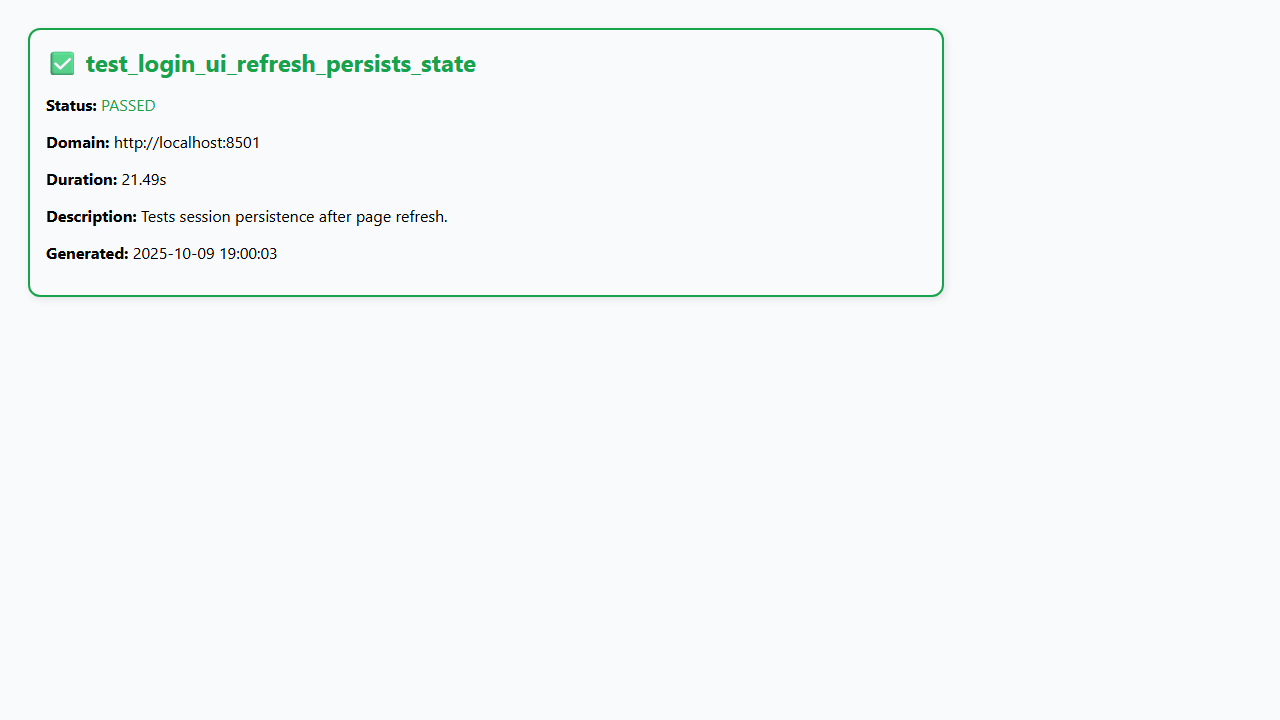 ✅ test_login_ui_refresh_persists_state
Status: PASSED
Domain: http://localhost:8501
Duration: 21.49s
Description: Tests session persistence after page refresh.
Generated: 2025-10-09 19:00:03